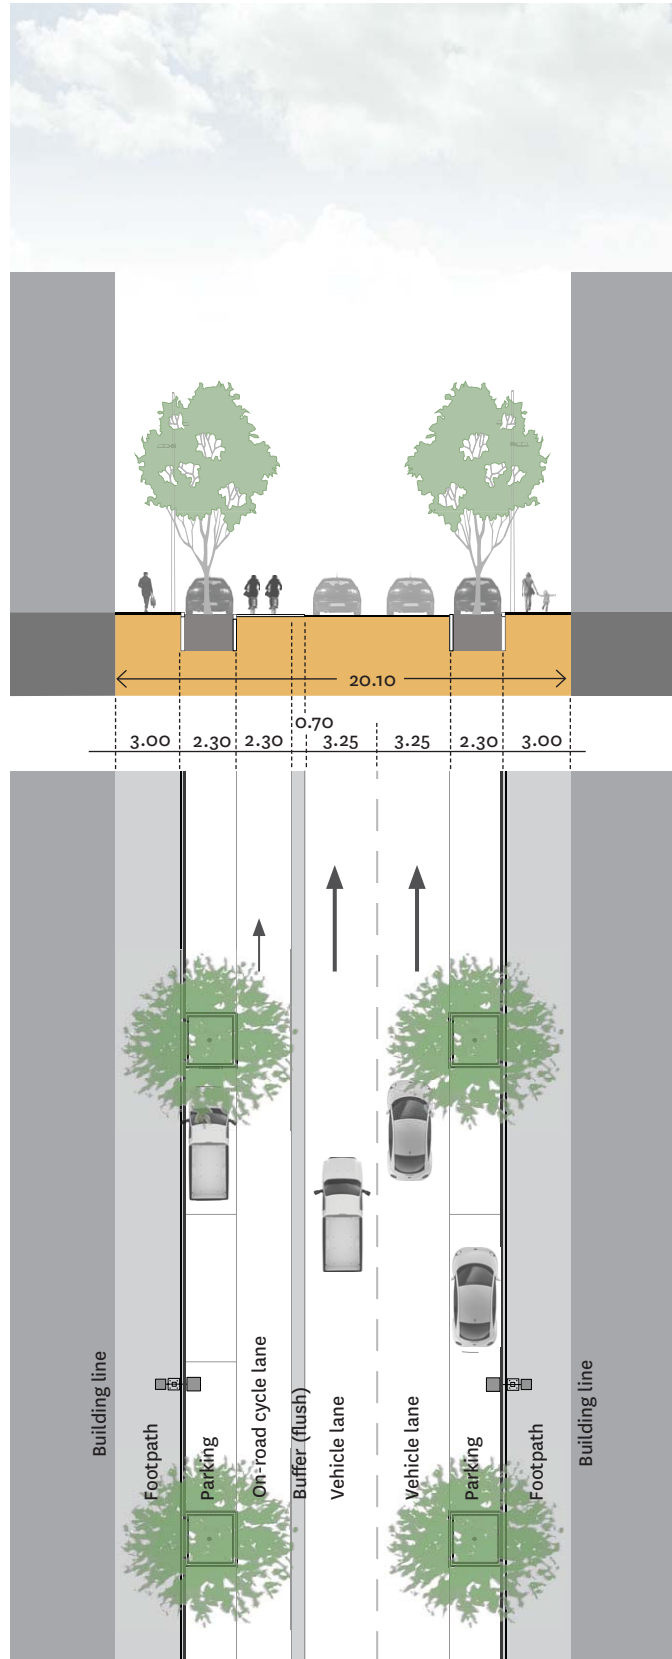 20.10
0.70
3.00 2.30 2.30 3.25 3.25 2.30 3.00
Building line
Footpath
Parking
On-road cycle lane
Buffer (flush)
Vehicle lane
Vehicle lane
Parking
Footpath
Building line